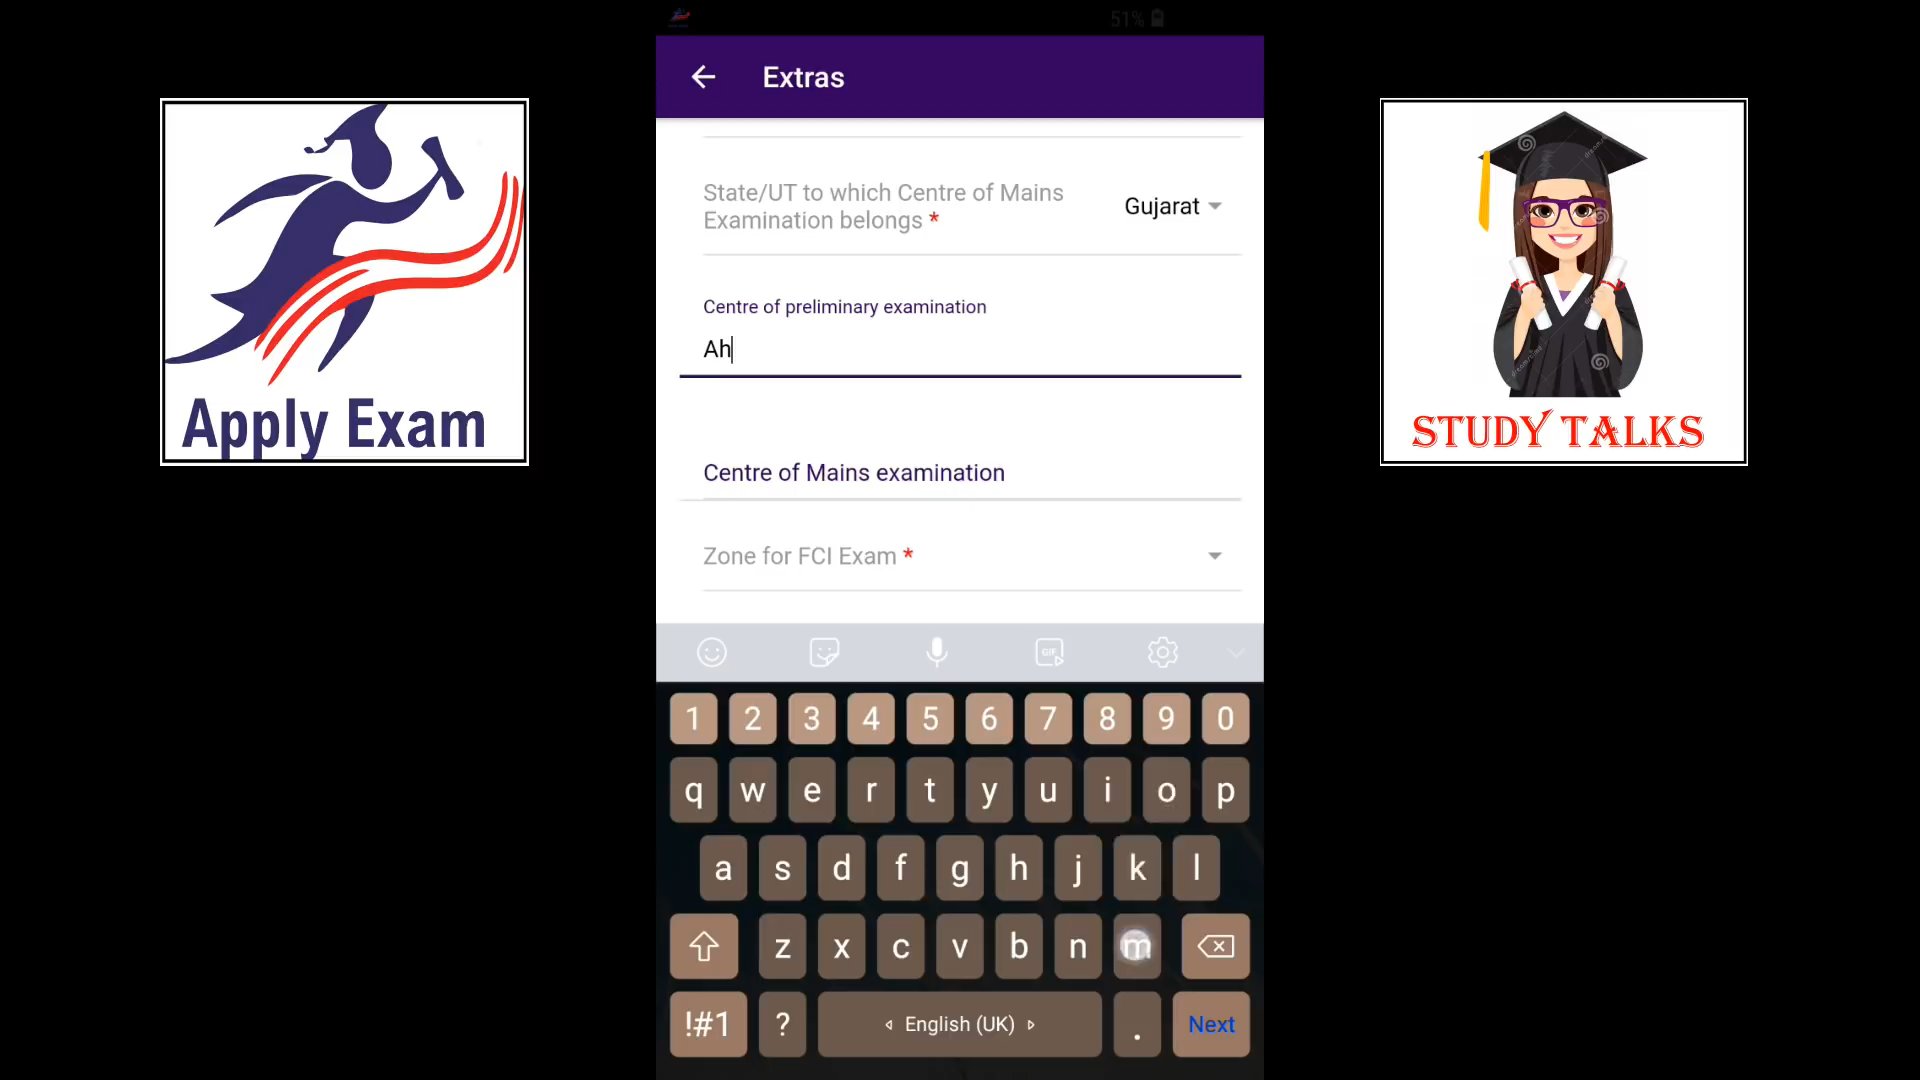 51%
Extras
State/UT to which Centre of Mains
Examination belongs *
Gujarat
Centre of preliminary examination
Ah
Centre of Mains examination
Zone for FCI Exam *
GIF
1 2 3 4 5 6 7 8 9 0
q w e r t y u i o p
a s d f g h j k l
z x c v b n m
!#1 ? English (UK) . Next
Apply Exam
STUDY TALKS